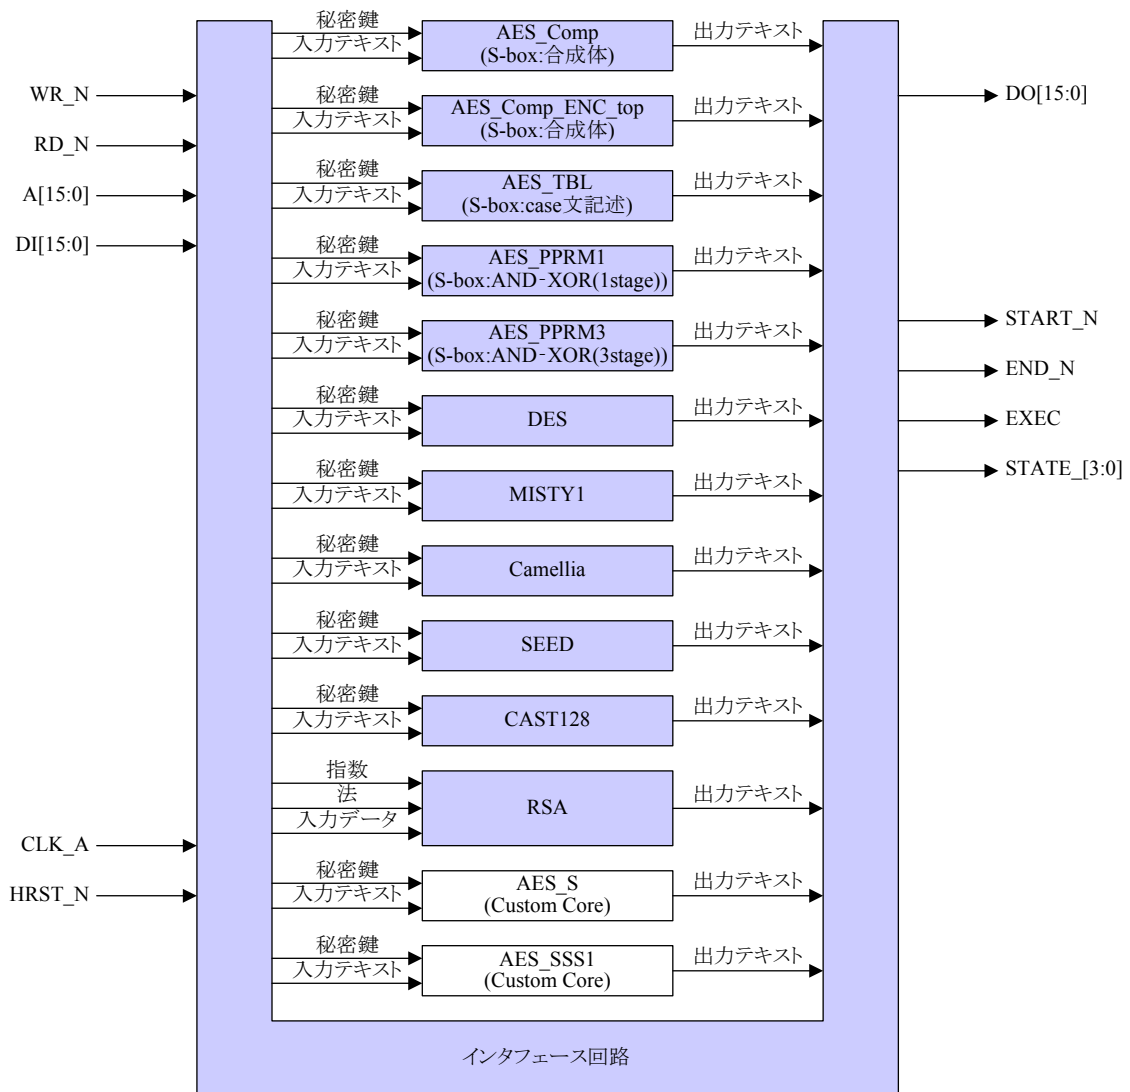 WR_N
RD_N
A[15:0]
DI[15:0]
CLK_A
HRST_N
秘密鍵
入力テキスト
AES_Comp
(S-box:合成体)
出力テキスト
秘密鍵
入力テキスト
AES_Comp_ENC_top
(S-box:合成体)
出力テキスト
秘密鍵
入力テキスト
AES_TBL
(S-box:case文記述)
出力テキスト
秘密鍵
入力テキスト
AES_PPRM1
(S-box:AND-XOR(1stage))
出力テキスト
秘密鍵
入力テキスト
AES_PPRM3
(S-box:AND-XOR(3stage))
出力テキスト
秘密鍵
入力テキスト
DES
出力テキスト
秘密鍵
入力テキスト
MISTY1
出力テキスト
秘密鍵
入力テキスト
Camellia
出力テキスト
秘密鍵
入力テキスト
SEED
出力テキスト
秘密鍵
入力テキスト
CAST128
出力テキスト
指数
法
入力データ
RSA
出力テキスト
秘密鍵
入力テキスト
AES_S
(Custom Core)
出力テキスト
秘密鍵
入力テキスト
AES_SSS1
(Custom Core)
出力テキスト
DO[15:0]
START_N
END_N
EXEC
STATE_[3:0]
インタフェース回路